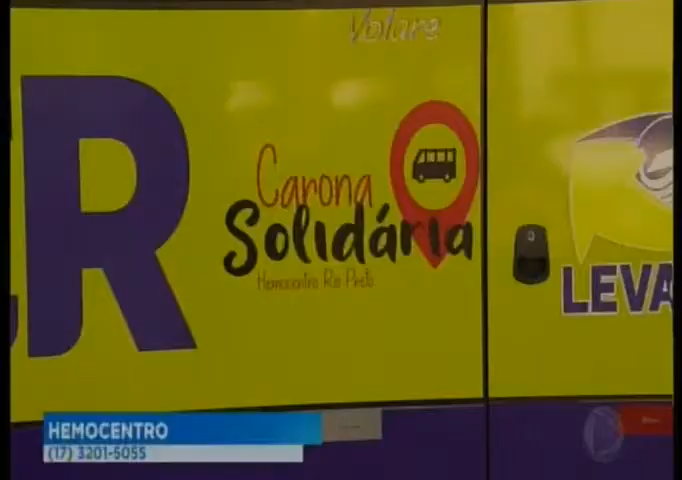 Volare
R
Carona
Solidária
Hemocentro Rio Preto
LEVA
HEMOCENTRO
(17) 3201-5055